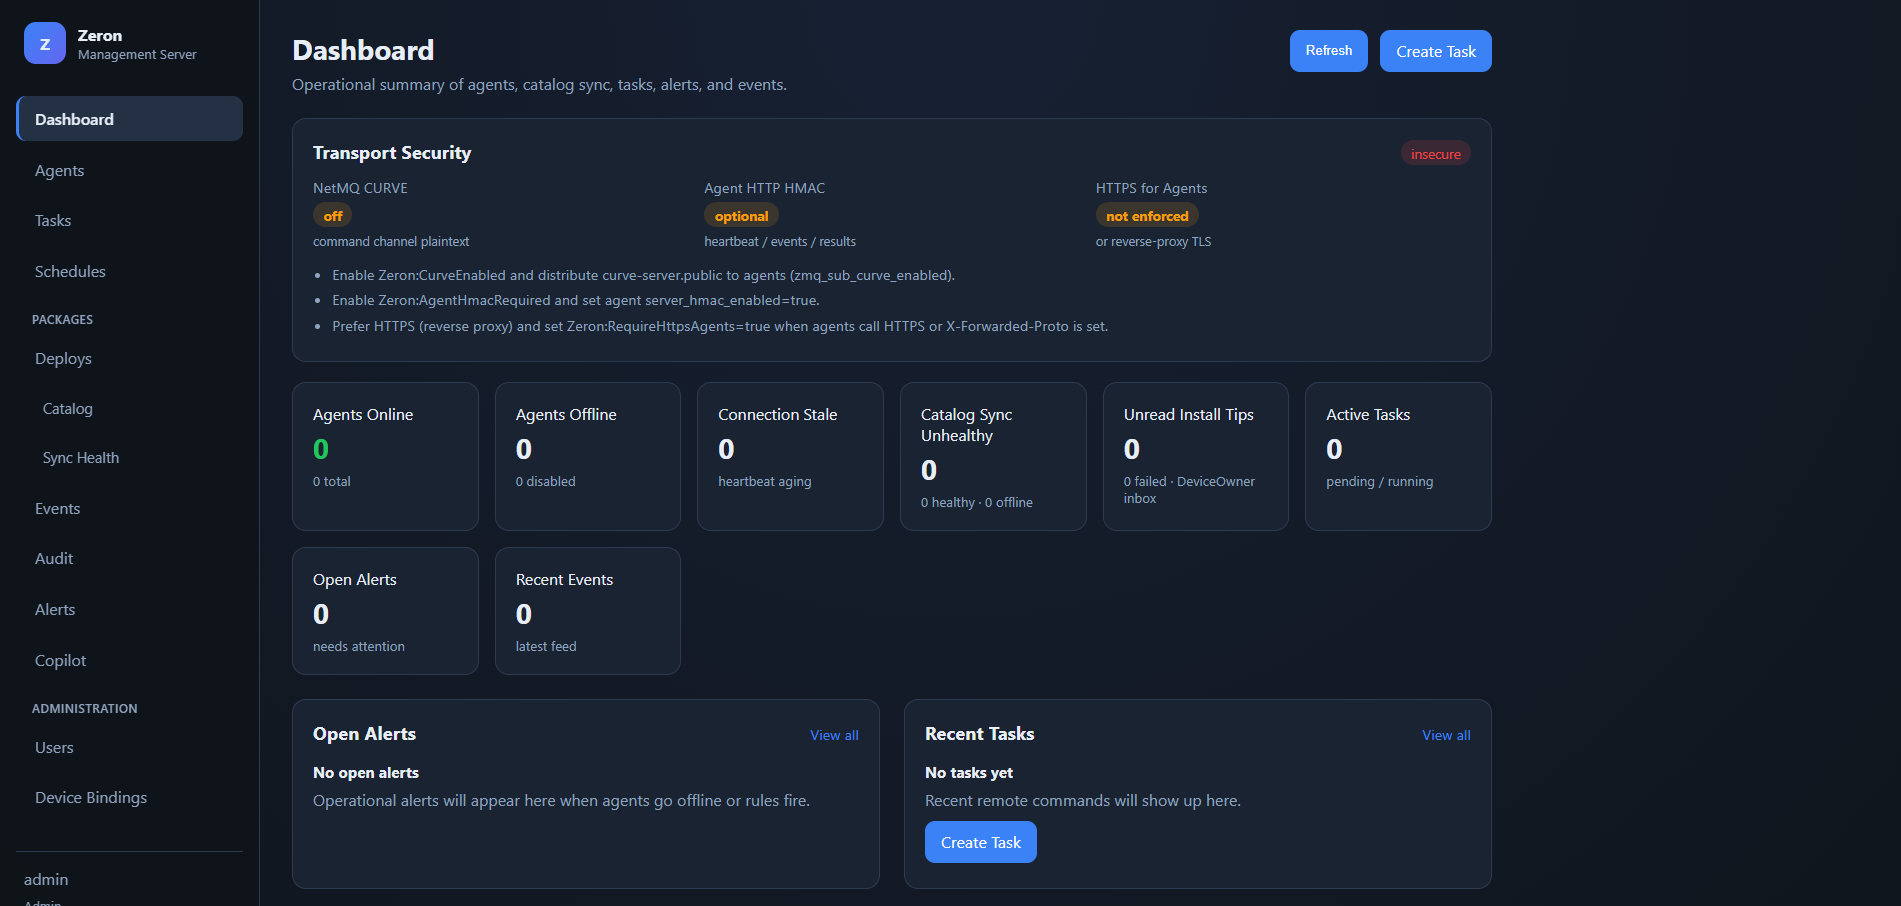 Z
Zeron
Management Server
Dashboard
Agents
Tasks
Schedules
PACKAGES
Deploys
Catalog
Sync Health
Events
Audit
Alerts
Copilot
ADMINISTRATION
Users
Device Bindings
admin
Admin
Dashboard
Operational summary of agents, catalog sync, tasks, alerts, and events.
Refresh
Create Task
Transport Security
insecure
NetMQ CURVE
off
command channel plaintext
Agent HTTP HMAC
optional
heartbeat / events / results
HTTPS for Agents
not enforced
or reverse-proxy TLS
• Enable Zeron:CurveEnabled and distribute curve-server.public to agents (zmq_sub_curve_enabled).
• Enable Zeron:AgentHmacRequired and set agent server_hmac_enabled=true.
• Prefer HTTPS (reverse proxy) and set Zeron:RequireHttpsAgents=true when agents call HTTPS or X-Forwarded-Proto is set.
Agents Online
0
0 total
Agents Offline
0
0 disabled
Connection Stale
0
heartbeat aging
Catalog Sync
Unhealthy
0
0 healthy · 0 offline
Unread Install Tips
0
0 failed · DeviceOwner
inbox
Active Tasks
0
pending / running
Open Alerts
0
needs attention
Recent Events
0
latest feed
Open Alerts
View all
No open alerts
Operational alerts will appear here when agents go offline or rules fire.
Recent Tasks
View all
No tasks yet
Recent remote commands will show up here.
Create Task